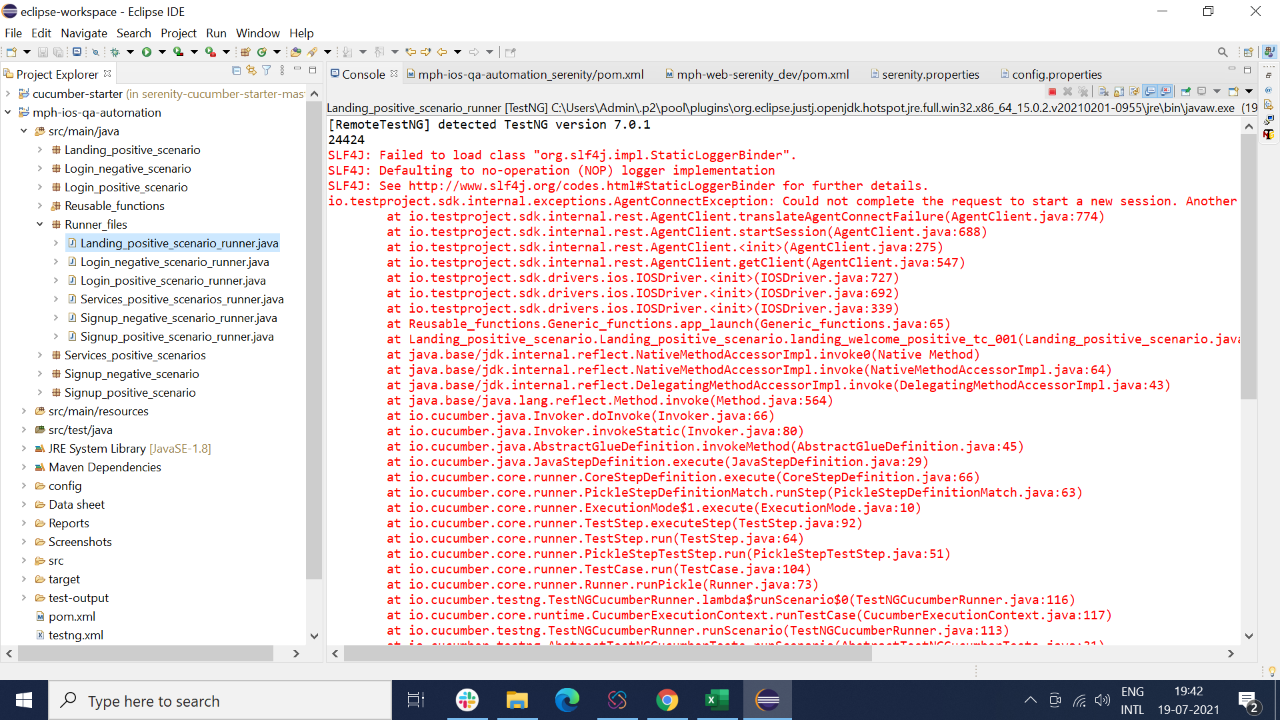 eclipse-workspace - Eclipse IDE
File Edit Navigate Search Project Run Window Help
Project Explorer
Console
mph-ios-qa-automation_serenity/pom.xml
mph-web-serenity_dev/pom.xml
serenity.properties
config.properties
cucumber-starter (in serenity-cucumber-starter-mas
mph-ios-qa-automation
src/main/java
Landing_positive_scenario
Login_negative_scenario
Login_positive_scenario
Reusable_functions
Runner_files
Landing_positive_scenario_runner.java
Login_negative_scenario_runner.java
Login_positive_scenario_runner.java
Services_positive_scenarios_runner.java
Signup_negative_scenario_runner.java
Signup_positive_scenario_runner.java
Services_positive_scenarios
Signup_negative_scenario
Signup_positive_scenario
src/main/resources
src/test/java
JRE System Library [JavaSE-1.8]
Maven Dependencies
config
Data sheet
Reports
Screenshots
src
target
test-output
pom.xml
testng.xml
Landing_positive_scenario_runner [TestNG] C:\Users\Admin\.p2\pool\plugins\org.eclipse.justj.openjdk.hotspot.jre.full.win32.x86_64_15.0.2.v20210201-0955\jre\bin\javaw.exe (19
[RemoteTestNG] detected TestNG version 7.0.1
24424
SLF4J: Failed to load class "org.slf4j.impl.StaticLoggerBinder".
SLF4J: Defaulting to no-operation (NOP) logger implementation
SLF4J: See http://www.slf4j.org/codes.html#StaticLoggerBinder for further details.
io.testproject.sdk.internal.exceptions.AgentConnectException: Could not complete the request to start a new session. Another
at io.testproject.sdk.internal.rest.AgentClient.translateAgentConnectFailure(AgentClient.java:774)
at io.testproject.sdk.internal.rest.AgentClient.startSession(AgentClient.java:688)
at io.testproject.sdk.internal.rest.AgentClient.<init>(AgentClient.java:275)
at io.testproject.sdk.internal.rest.AgentClient.getClient(AgentClient.java:547)
at io.testproject.sdk.drivers.ios.IOSDriver.<init>(IOSDriver.java:727)
at io.testproject.sdk.drivers.ios.IOSDriver.<init>(IOSDriver.java:692)
at io.testproject.sdk.drivers.ios.IOSDriver.<init>(IOSDriver.java:339)
at Reusable_functions.Generic_functions.app_launch(Generic_functions.java:65)
at Landing_positive_scenario.Landing_positive_scenario.landing_welcome_positive_tc_001(Landing_positive_scenario.java
at java.base/jdk.internal.reflect.NativeMethodAccessorImpl.invoke0(Native Method)
at java.base/jdk.internal.reflect.NativeMethodAccessorImpl.invoke(NativeMethodAccessorImpl.java:64)
at java.base/jdk.internal.reflect.DelegatingMethodAccessorImpl.invoke(DelegatingMethodAccessorImpl.java:43)
at java.base/java.lang.reflect.Method.invoke(Method.java:564)
at io.cucumber.java.Invoker.doInvoke(Invoker.java:66)
at io.cucumber.java.Invoker.invokeStatic(Invoker.java:80)
at io.cucumber.java.AbstractGlueDefinition.invokeMethod(AbstractGlueDefinition.java:45)
at io.cucumber.java.JavaStepDefinition.execute(JavaStepDefinition.java:29)
at io.cucumber.core.runner.CoreStepDefinition.execute(CoreStepDefinition.java:66)
at io.cucumber.core.runner.PickleStepDefinitionMatch.runStep(PickleStepDefinitionMatch.java:63)
at io.cucumber.core.runner.ExecutionMode$1.execute(ExecutionMode.java:10)
at io.cucumber.core.runner.TestStep.executeStep(TestStep.java:92)
at io.cucumber.core.runner.TestStep.run(TestStep.java:64)
at io.cucumber.core.runner.PickleStepTestStep.run(PickleStepTestStep.java:51)
at io.cucumber.core.runner.TestCase.run(TestCase.java:104)
at io.cucumber.core.runner.Runner.runPickle(Runner.java:73)
at io.cucumber.testng.TestNGCucumberRunner.lambda$runScenario$0(TestNGCucumberRunner.java:116)
at io.cucumber.core.runtime.CucumberExecutionContext.runTestCase(CucumberExecutionContext.java:117)
at io.cucumber.testng.TestNGCucumberRunner.runScenario(TestNGCucumberRunner.java:113)
at io.cucumber.testng.AbstractTestNGCucumberTests.runScenario(AbstractTestNGCucumberTests.java:31)
Type here to search
ENG
INTL
19:42
19-07-2021
2